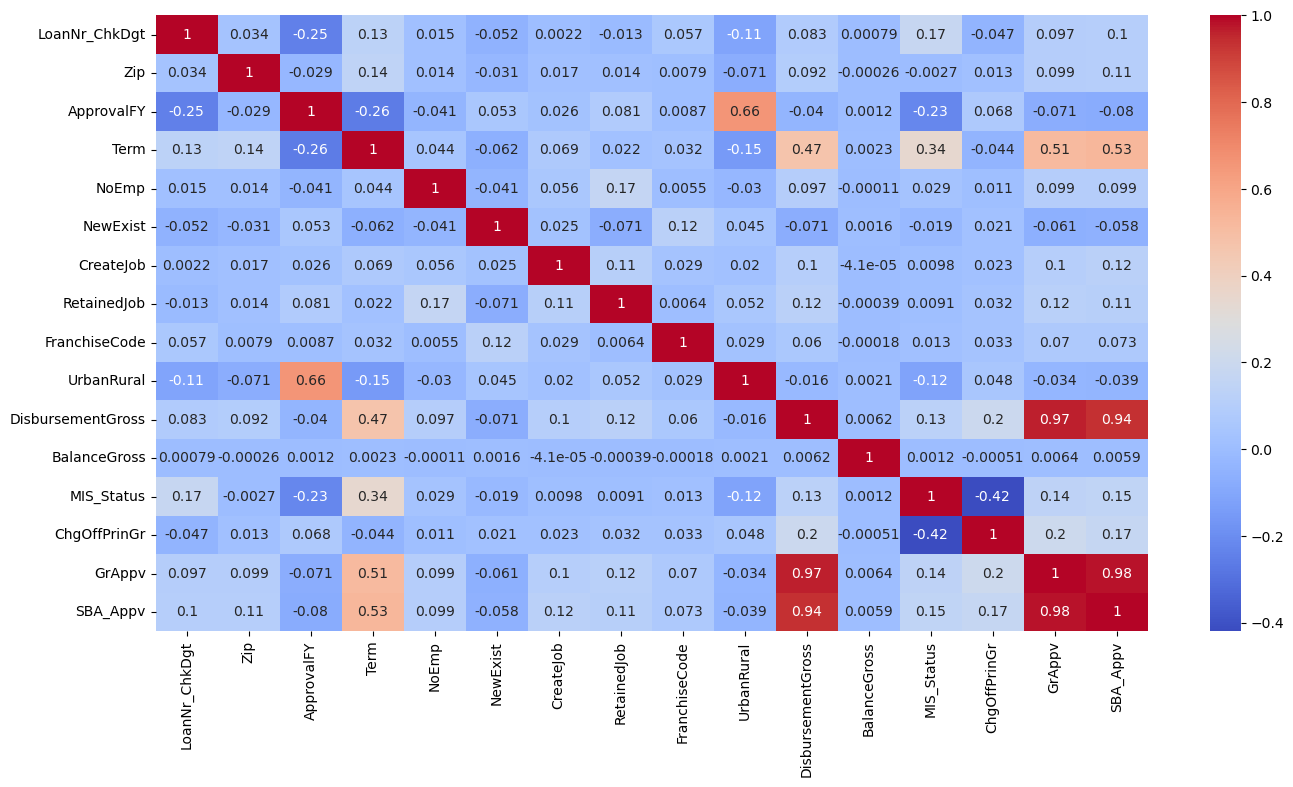 LoanNr_ChkDgt 1 0.034 -0.25 0.13 0.015 -0.052 0.0022 -0.013 0.057 -0.11 0.083 0.00079 0.17 -0.047 0.097 0.1
Zip 0.034 1 -0.029 0.14 0.014 -0.031 0.017 0.014 0.0079 -0.071 0.092 -0.00026 -0.0027 0.013 0.099 0.11
ApprovalFY -0.25 -0.029 1 -0.26 -0.041 0.053 0.026 0.081 0.0087 0.66 -0.04 0.0012 -0.23 0.068 -0.071 -0.08
Term 0.13 0.14 -0.26 1 0.044 -0.062 0.069 0.022 0.032 -0.15 0.47 0.0023 0.34 -0.044 0.51 0.53
NoEmp 0.015 0.014 -0.041 0.044 1 -0.041 0.056 0.17 0.0055 -0.03 0.097 -0.00011 0.029 0.011 0.099 0.099
NewExist -0.052 -0.031 0.053 -0.062 -0.041 1 0.025 -0.071 0.12 0.045 -0.071 0.0016 -0.019 0.021 -0.061 -0.058
CreateJob 0.0022 0.017 0.026 0.069 0.056 0.025 1 0.11 0.029 0.02 0.1 -4.1e-05 0.0098 0.023 0.1 0.12
RetainedJob -0.013 0.014 0.081 0.022 0.17 -0.071 0.11 1 0.0064 0.052 0.12 -0.00039 0.0091 0.032 0.12 0.11
FranchiseCode 0.057 0.0079 0.0087 0.032 0.0055 0.12 0.029 0.0064 1 0.029 0.06 -0.00018 0.013 0.033 0.07 0.073
UrbanRural -0.11 -0.071 0.66 -0.15 -0.03 0.045 0.02 0.052 0.029 1 -0.016 0.0021 -0.12 0.048 -0.034 -0.039
DisbursementGross 0.083 0.092 -0.04 0.47 0.097 -0.071 0.1 0.12 0.06 -0.016 1 0.0062 0.13 0.2 0.97 0.94
BalanceGross 0.00079 -0.00026 0.0012 0.0023 -0.00011 0.0016 -4.1e-05 -0.00039 -0.00018 0.0021 0.0062 1 0.0012 -0.00051 0.0064 0.0059
MIS_Status 0.17 -0.0027 -0.23 0.34 0.029 -0.019 0.0098 0.0091 0.013 -0.12 0.13 0.0012 1 -0.42 0.14 0.15
ChgOffPrinGr -0.047 0.013 0.068 -0.044 0.011 0.021 0.023 0.032 0.033 0.048 0.2 -0.00051 -0.42 1 0.2 0.17
GrAppv 0.097 0.099 -0.071 0.51 0.099 -0.061 0.1 0.12 0.07 -0.034 0.97 0.0064 0.14 0.2 1 0.98
SBA_Appv 0.1 0.11 -0.08 0.53 0.099 -0.058 0.12 0.11 0.073 -0.039 0.94 0.0059 0.15 0.17 0.98 1
LoanNr_ChkDgt
Zip
ApprovalFY
Term
NoEmp
NewExist
CreateJob
RetainedJob
FranchiseCode
UrbanRural
DisbursementGross
BalanceGross
MIS_Status
ChgOffPrinGr
GrAppv
SBA_Appv
1.0
0.8
0.6
0.4
0.2
0.0
−0.2
−0.4